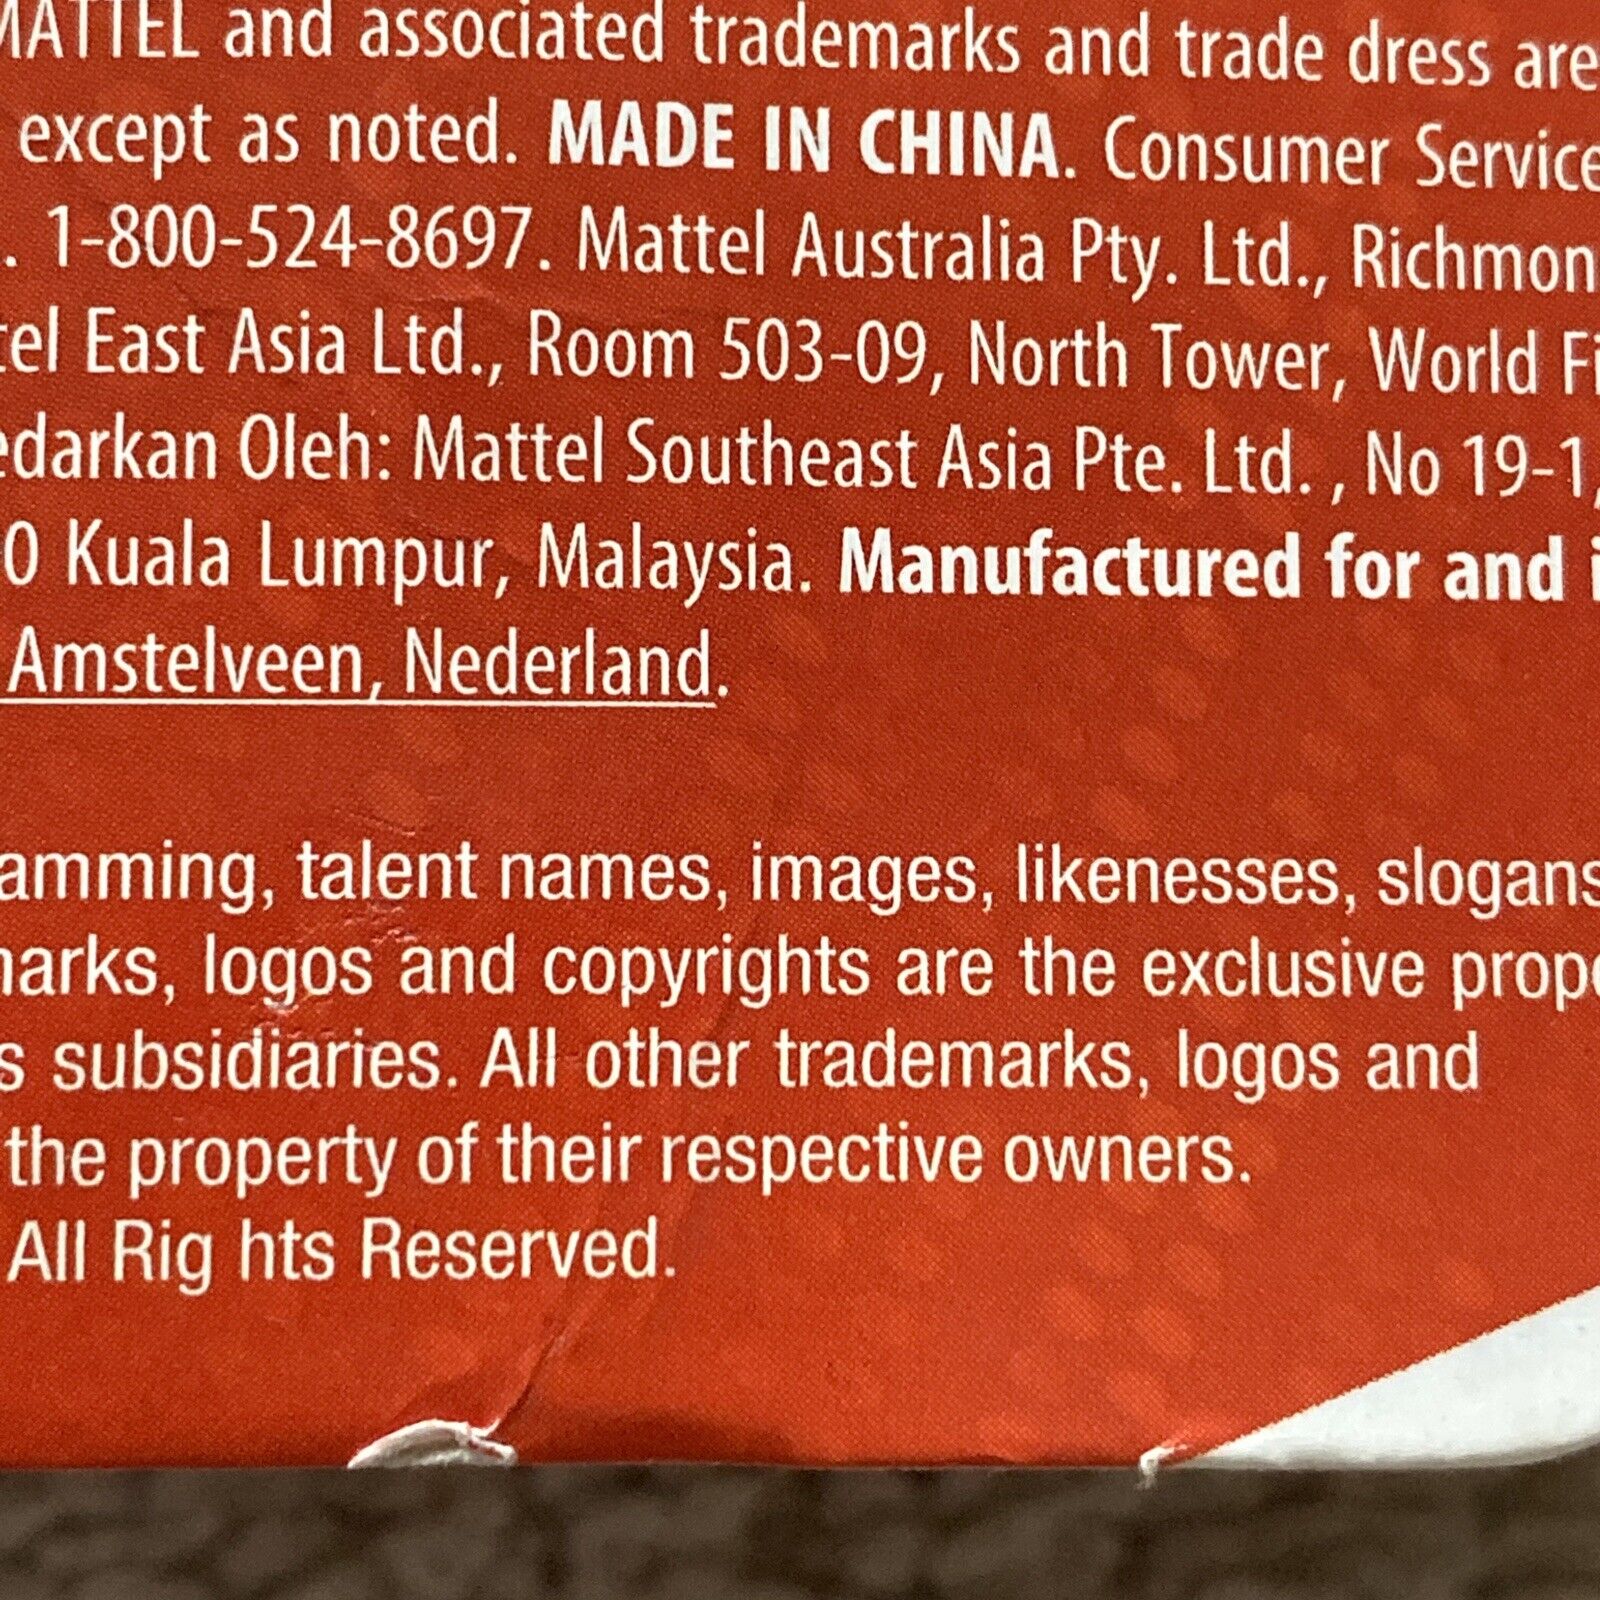 MATTEL and associated trademarks and trade dress are
except as noted. MADE IN CHINA. Consumer Service
. 1-800-524-8697. Mattel Australia Pty. Ltd., Richmon
tel East Asia Ltd., Room 503-09, North Tower, World Fi
edarkan Oleh: Mattel Southeast Asia Pte. Ltd. , No 19-1,
0 Kuala Lumpur, Malaysia. Manufactured for and i
Amstelveen, Nederland.
amming, talent names, images, likenesses, slogans
marks, logos and copyrights are the exclusive prope
s subsidiaries. All other trademarks, logos and
the property of their respective owners.
All Rig hts Reserved.